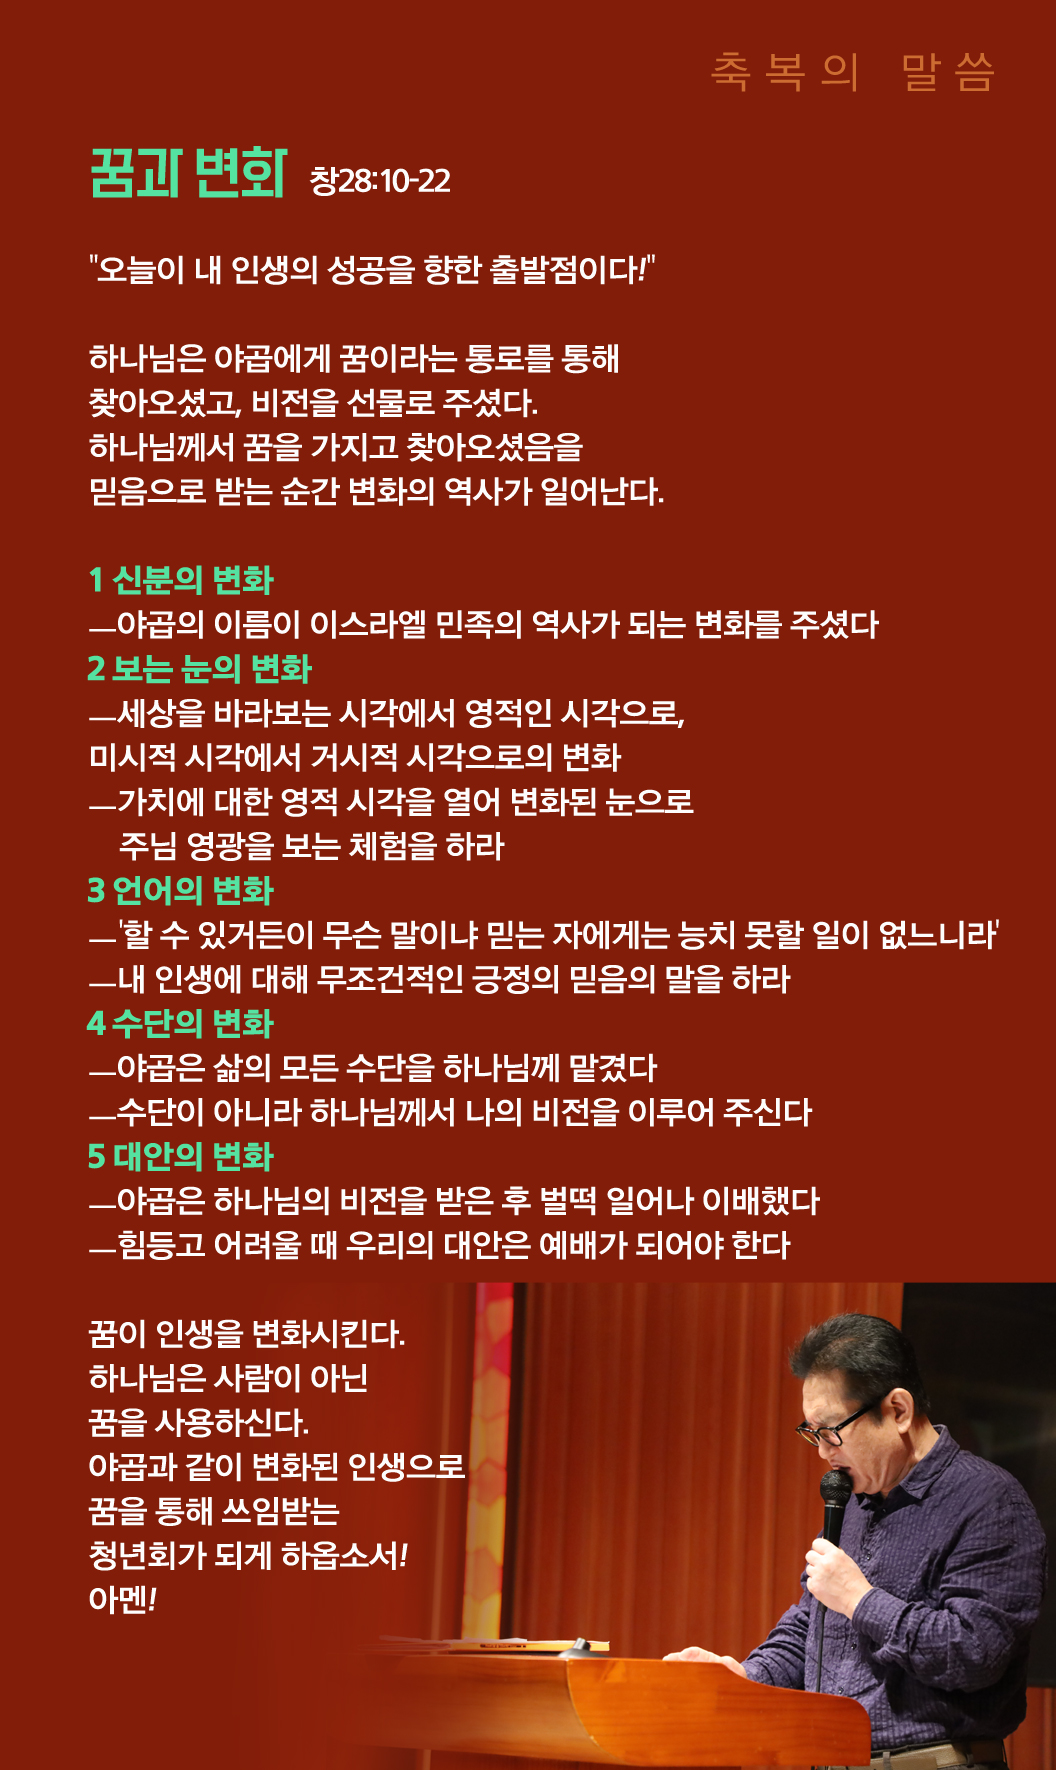 축복의 말씀
꿈과 변화 창28:10-22
"오늘이 내 인생의 성공을 향한 출발점이다!"
하나님은 야곱에게 꿈이라는 통로를 통해
찾아오셨고, 비전을 선물로 주셨다.
하나님께서 꿈을 가지고 찾아오셨음을
믿음으로 받는 순간 변화의 역사가 일어난다.
1 신분의 변화
—야곱의 이름이 이스라엘 민족의 역사가 되는 변화를 주셨다
2 보는 눈의 변화
—세상을 바라보는 시각에서 영적인 시각으로,
미시적 시각에서 거시적 시각으로의 변화
—가치에 대한 영적 시각을 열어 변화된 눈으로
주님 영광을 보는 체험을 하라
3 언어의 변화
—'할 수 있거든이 무슨 말이냐 믿는 자에게는 능치 못할 일이 없느니라'
—내 인생에 대해 무조건적인 긍정의 믿음의 말을 하라
4 수단의 변화
—야곱은 삶의 모든 수단을 하나님께 맡겼다
—수단이 아니라 하나님께서 나의 비전을 이루어 주신다
5 대안의 변화
—야곱은 하나님의 비전을 받은 후 벌떡 일어나 이배했다
—힘등고 어려울 때 우리의 대안은 예배가 되어야 한다
꿈이 인생을 변화시킨다.
하나님은 사람이 아닌
꿈을 사용하신다.
야곱과 같이 변화된 인생으로
꿈을 통해 쓰임받는
청년회가 되게 하옵소서!
아멘!